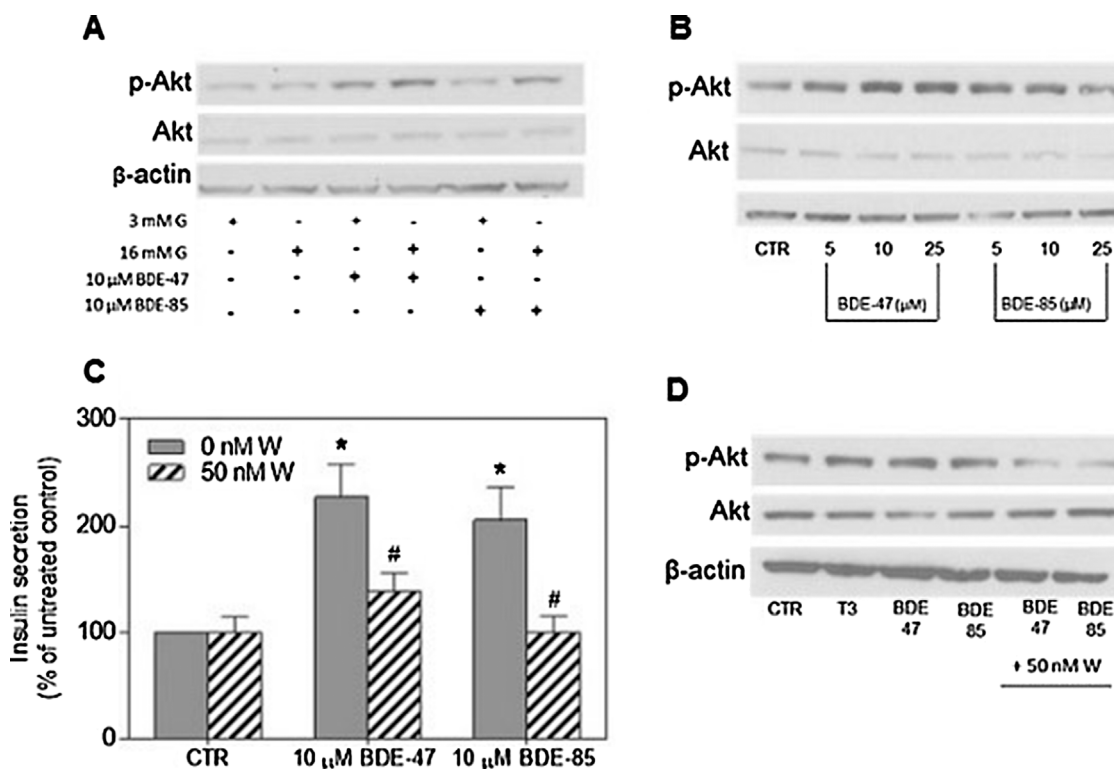 A
p-Akt
Akt
β-actin
3 mM G + - + - + -
16 mM G - + - + - +
10 µM BDE-47 - - + + - -
10 µM BDE-85 - - - - + +
B
p-Akt
Akt
CTR 5 10 25 5 10 25
BDE-47 (µM) BDE-85 (µM)
C
Insulin secretion
(% of untreated control)
300
200
100
0
0 nM W
50 nM W
* # * #
CTR 10 µM BDE-47 10 µM BDE-85
D
p-Akt
Akt
β-actin
CTR T3 BDE BDE BDE BDE
47 85 47 85
+ 50 nM W